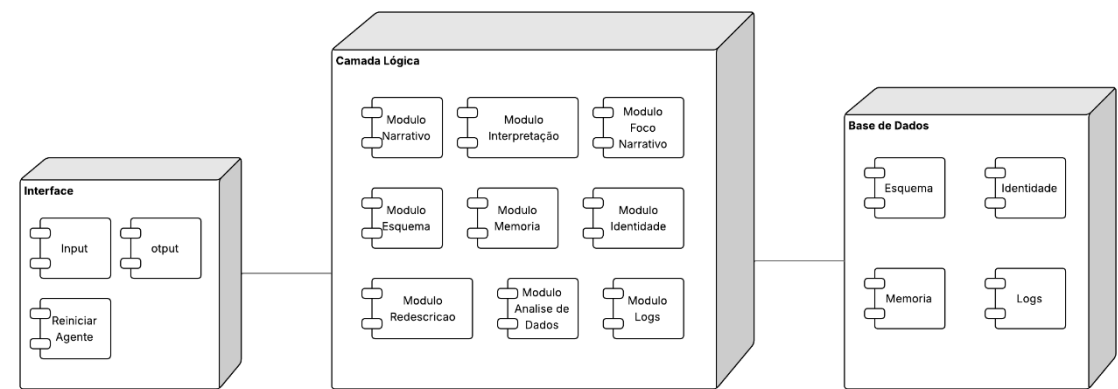 Camada Lógica
Modulo
Narrativo
Modulo
Interpretação
Modulo
Foco
Narrativo
Modulo
Esquema
Modulo
Memoria
Modulo
Identidade
Modulo
Redescricao
Modulo
Analise de
Dados
Modulo
Logs
Interface
Input
otput
Reiniciar
Agente
Base de Dados
Esquema
Identidade
Memoria
Logs